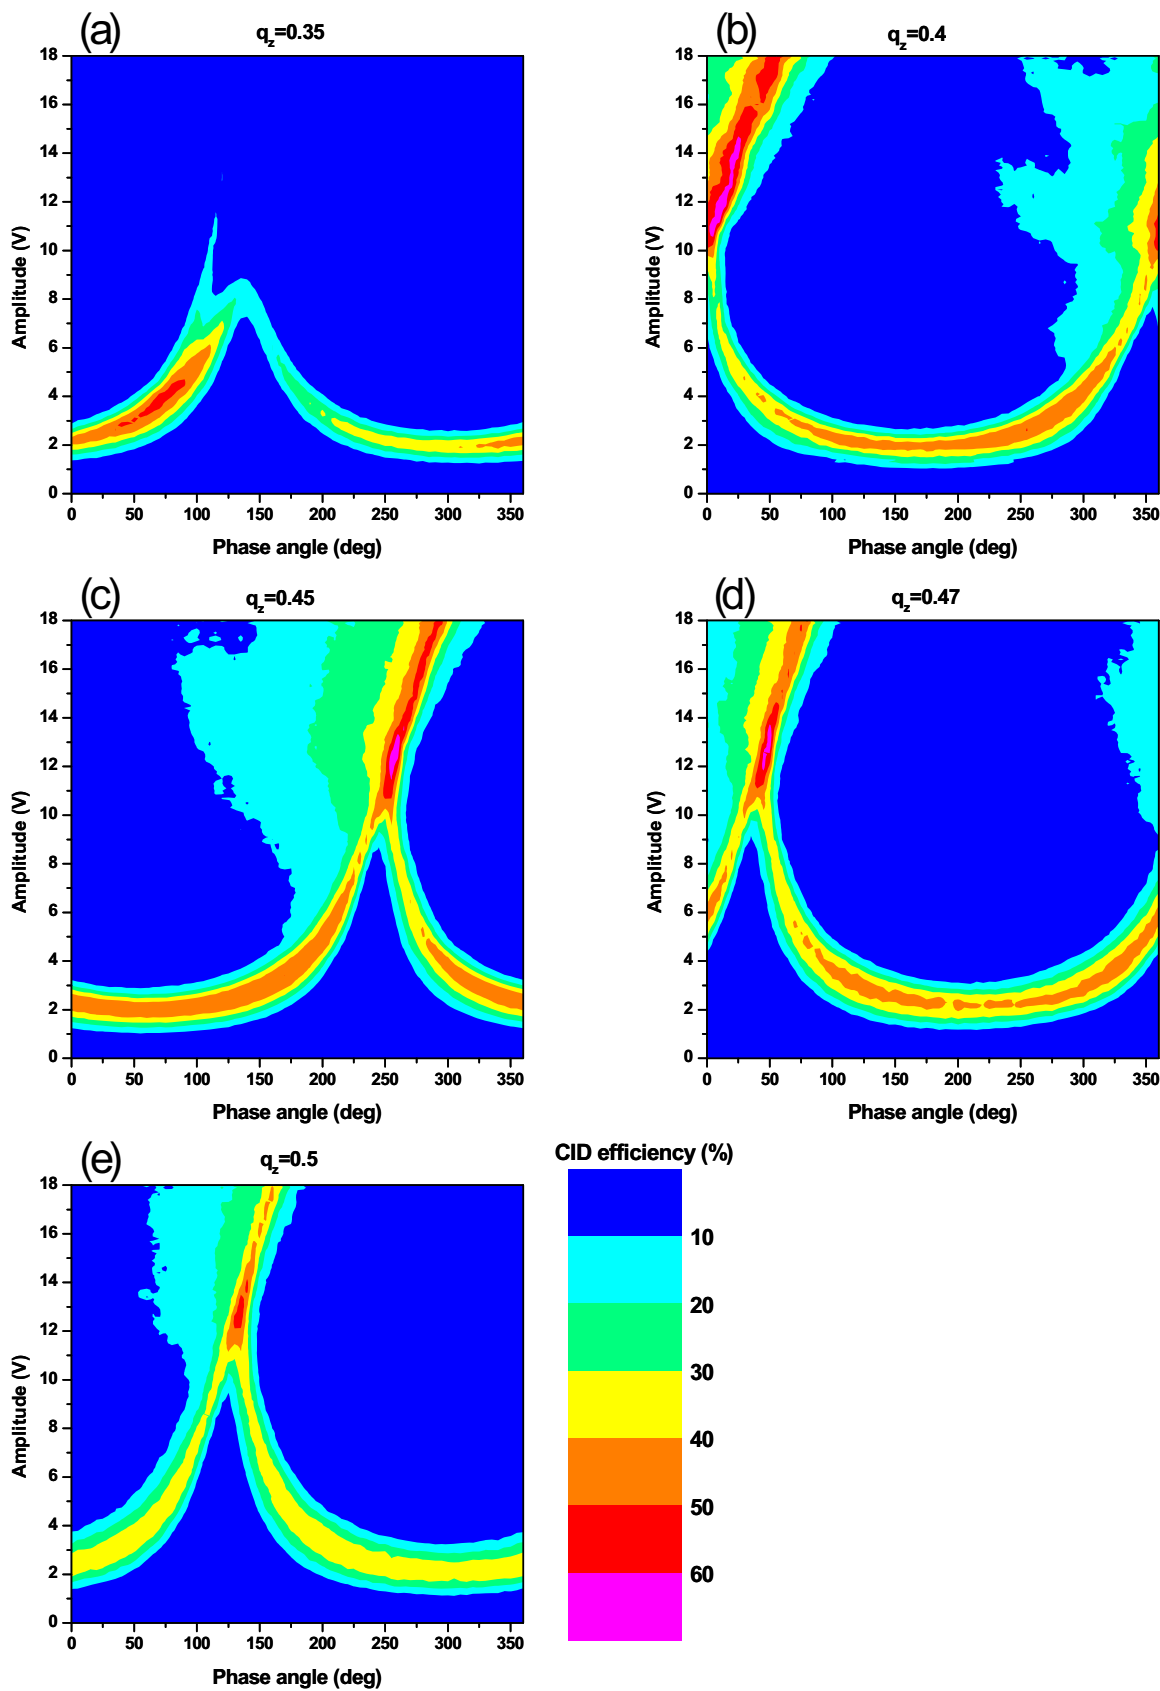 (a)
q_z=0.35
18
16
14
12
10
8
6
4
2
0
Amplitude (V)
0 50 100 150 200 250 300 350
Phase angle (deg)
(b)
q_z=0.4
18
16
14
12
10
8
6
4
2
0
Amplitude (V)
0 50 100 150 200 250 300 350
Phase angle (deg)
(c)
q_z=0.45
18
16
14
12
10
8
6
4
2
0
Amplitude (V)
0 50 100 150 200 250 300 350
Phase angle (deg)
(d)
q_z=0.47
18
16
14
12
10
8
6
4
2
0
Amplitude (V)
0 50 100 150 200 250 300 350
Phase angle (deg)
(e)
q_z=0.5
18
16
14
12
10
8
6
4
2
0
Amplitude (V)
0 50 100 150 200 250 300 350
Phase angle (deg)
CID efficiency (%)
10
20
30
40
50
60